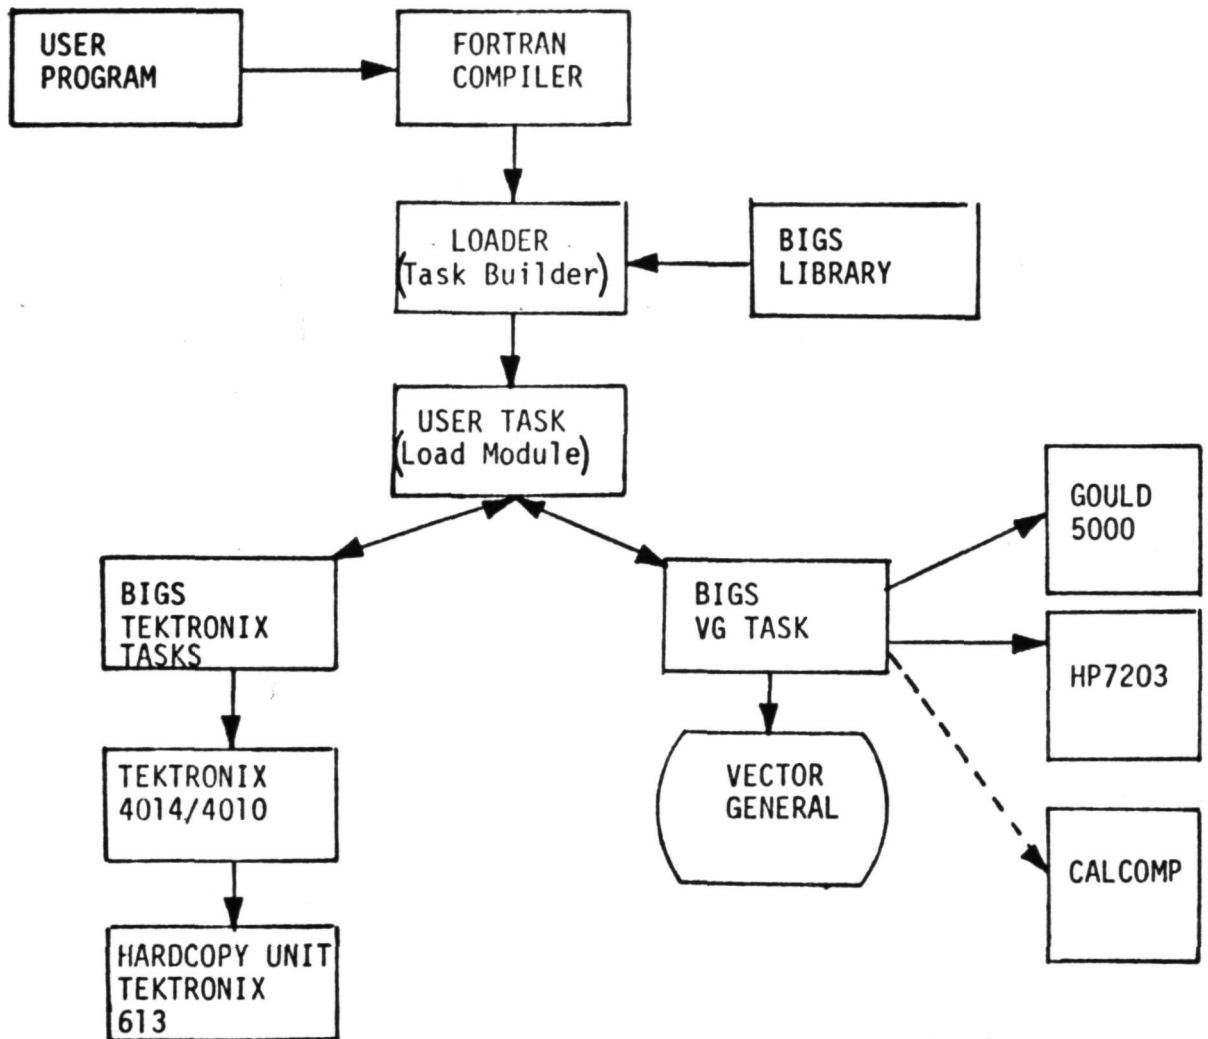 USER
PROGRAM
FORTRAN
COMPILER
LOADER
(Task Builder)
BIGS
LIBRARY
USER TASK
(Load Module)
GOULD
5000
BIGS
TEKTRONIX
TASKS
BIGS
VG TASK
HP7203
TEKTRONIX
4014/4010
VECTOR
GENERAL
CALCOMP
HARDCOPY UNIT
TEKTRONIX
613